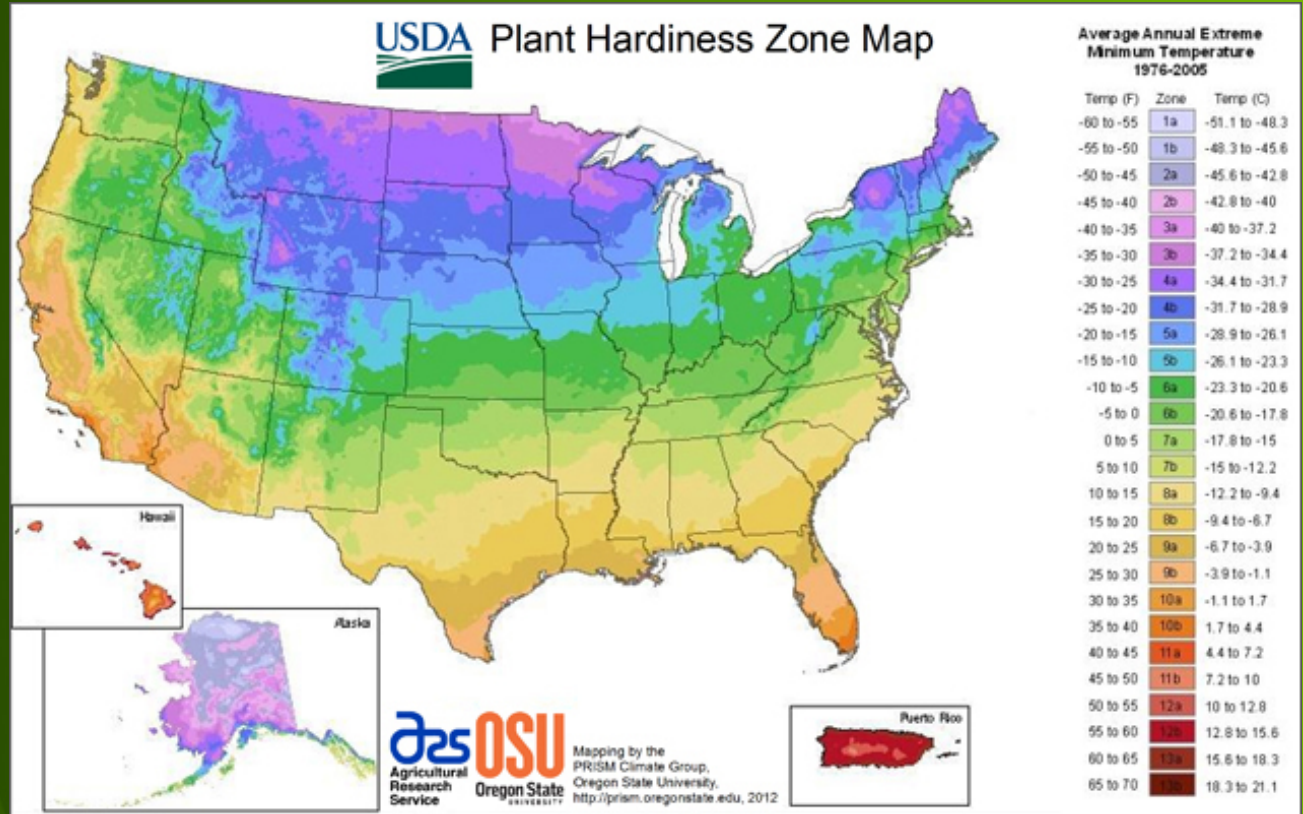 USDA Plant Hardiness Zone Map
Average Annual Extreme
Minimum Temperature
1976-2005
Temp (F) Zone Temp (C)
-60 to -55 1a -51.1 to -48.3
-55 to -50 1b -48.3 to -45.6
-50 to -45 2a -45.6 to -42.8
-45 to -40 2b -42.8 to -40
-40 to -35 3a -40 to -37.2
-35 to -30 3b -37.2 to -34.4
-30 to -25 4a -34.4 to -31.7
-25 to -20 4b -31.7 to -28.9
-20 to -15 5a -28.9 to -26.1
-15 to -10 5b -26.1 to -23.3
-10 to -5 6a -23.3 to -20.6
-5 to 0 6b -20.6 to -17.8
0 to 5 7a -17.8 to -15
5 to 10 7b -15 to -12.2
10 to 15 8a -12.2 to -9.4
15 to 20 8b -9.4 to -6.7
20 to 25 9a -6.7 to -3.9
25 to 30 9b -3.9 to -1.1
30 to 35 10a -1.1 to 1.7
35 to 40 10b 1.7 to 4.4
40 to 45 11a 4.4 to 7.2
45 to 50 11b 7.2 to 10
50 to 55 12a 10 to 12.8
55 to 60 12b 12.8 to 15.6
60 to 65 13a 15.6 to 18.3
65 to 70 13b 18.3 to 21.1
Hawaii
Alaska
ars
Agricultural
Research
Service
OSU
Oregon State
UNIVERSITY
Mapping by the
PRISM Climate Group,
Oregon State University,
http://prism.oregonstate.edu, 2012
Puerto Rico